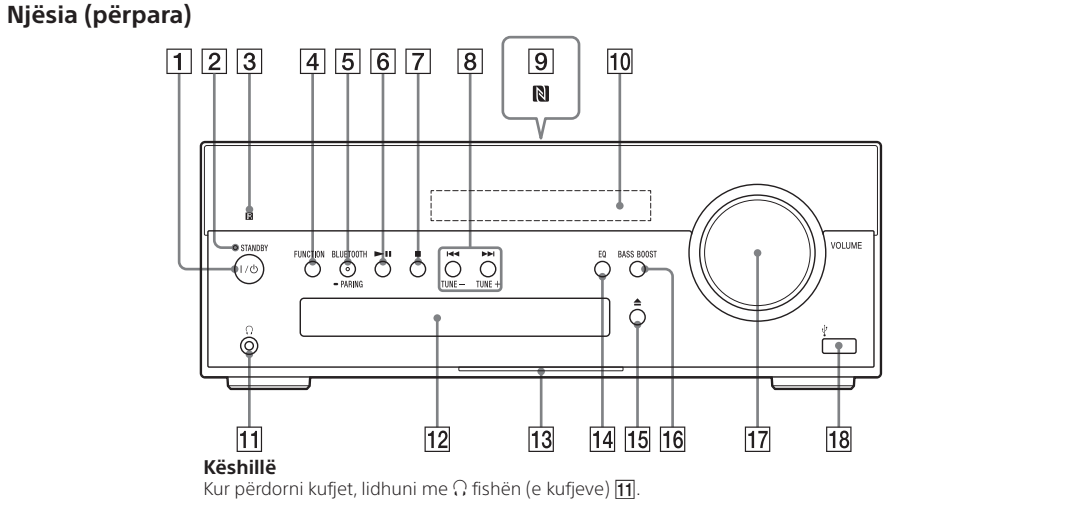 Njësia (përpara)
1 2 3 4 5 6 7 8 9 10
STANDBY
FUNCTION BLUETOOTH EQ BASS BOOST VOLUME
I / ⏻
– PARING TUNE – TUNE +
11 12 13 14 15 16 17 18
Këshillë
Kur përdorni kufjet, lidhuni me 🎧 fishën (e kufjeve) 11.